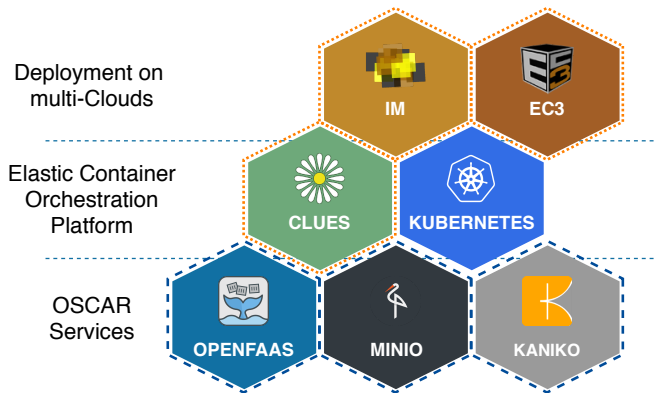 Deployment on
multi-Clouds
IM
EC3
Elastic Container
Orchestration
Platform
CLUES
KUBERNETES
OSCAR
Services
OPENFAAS
MINIO
KANIKO